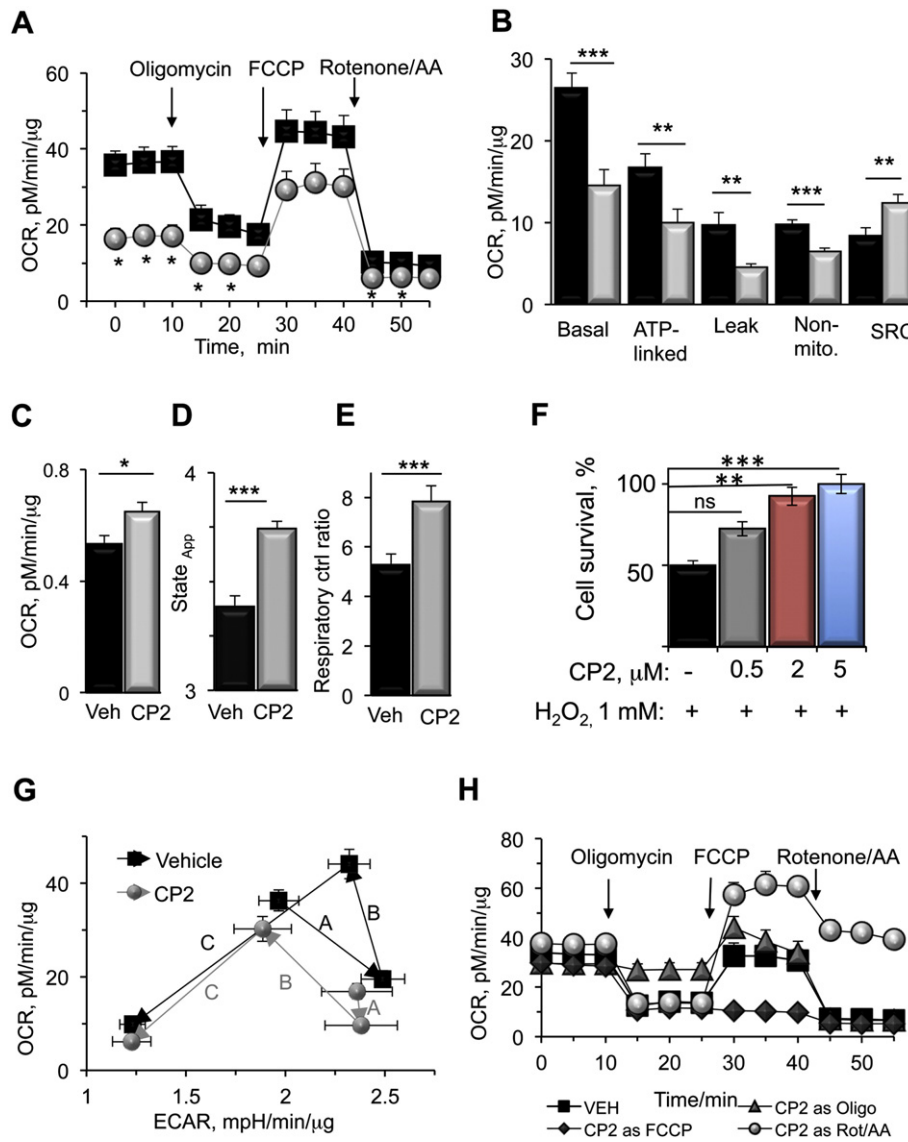 A
Oligomycin FCCP Rotenone/AA
OCR, pM/min/μg
60
40
20
0
* * * * * * *
0 10 20 30 40 50
Time, min
B
OCR, pM/min/μg
30
20
10
0
*** ** ** *** **
Basal ATP- Leak Non- SRC
linked mito.
C
OCR, pM/min/μg
0.8
0.4
0
*
Veh CP2
D
State App
4
3
***
Veh CP2
E
Respiratory ctrl ratio
10
8
6
4
2
0
***
Veh CP2
F
Cell survival, %
100
50
***
**
ns
CP2, μM: - 0.5 2 5
H2O2, 1 mM: + + + +
G
OCR, pM/min/μg
50
40
30
20
10
0
Vehicle
CP2
A
B
C
C
B
A
1 1.5 2 2.5
ECAR, mpH/min/μg
H
OCR, pM/min/μg
80
60
40
20
0
Oligomycin FCCP Rotenone/AA
0 10 20 30 40 50
Time/min
VEH CP2 as Oligo
CP2 as FCCP CP2 as Rot/AA